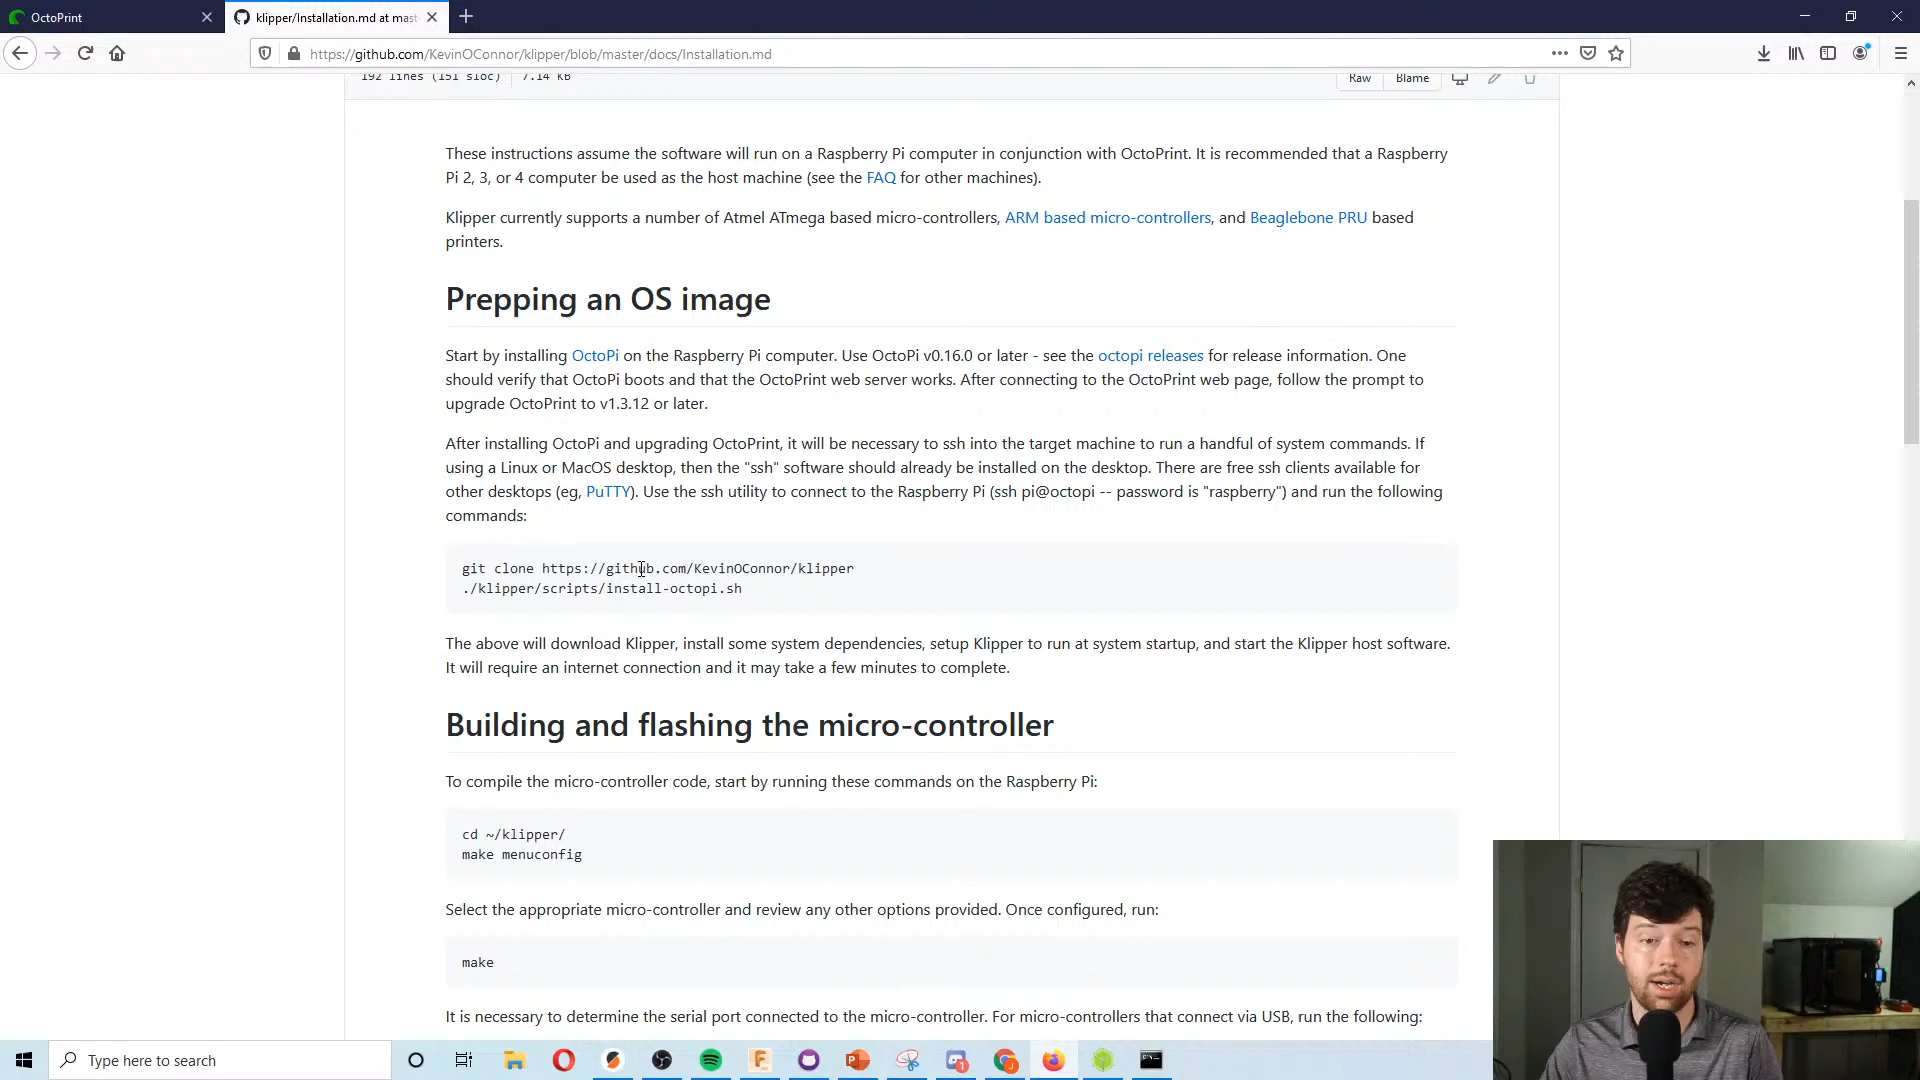 OctoPrint
klipper/Installation.md at mast
https://github.com/KevinOConnor/klipper/blob/master/docs/Installation.md
192 lines (151 sloc) 7.14 KB
Raw Blame
These instructions assume the software will run on a Raspberry Pi computer in conjunction with OctoPrint. It is recommended that a Raspberry
Pi 2, 3, or 4 computer be used as the host machine (see the FAQ for other machines).
Klipper currently supports a number of Atmel ATmega based micro-controllers, ARM based micro-controllers, and Beaglebone PRU based
printers.
Prepping an OS image
Start by installing OctoPi on the Raspberry Pi computer. Use OctoPi v0.16.0 or later - see the octopi releases for release information. One
should verify that OctoPi boots and that the OctoPrint web server works. After connecting to the OctoPrint web page, follow the prompt to
upgrade OctoPrint to v1.3.12 or later.
After installing OctoPi and upgrading OctoPrint, it will be necessary to ssh into the target machine to run a handful of system commands. If
using a Linux or MacOS desktop, then the "ssh" software should already be installed on the desktop. There are free ssh clients available for
other desktops (eg, PuTTY). Use the ssh utility to connect to the Raspberry Pi (ssh pi@octopi -- password is "raspberry") and run the following
commands:
git clone https://github.com/KevinOConnor/klipper
./klipper/scripts/install-octopi.sh
The above will download Klipper, install some system dependencies, setup Klipper to run at system startup, and start the Klipper host software.
It will require an internet connection and it may take a few minutes to complete.
Building and flashing the micro-controller
To compile the micro-controller code, start by running these commands on the Raspberry Pi:
cd ~/klipper/
make menuconfig
Select the appropriate micro-controller and review any other options provided. Once configured, run:
make
It is necessary to determine the serial port connected to the micro-controller. For micro-controllers that connect via USB, run the following:
Type here to search